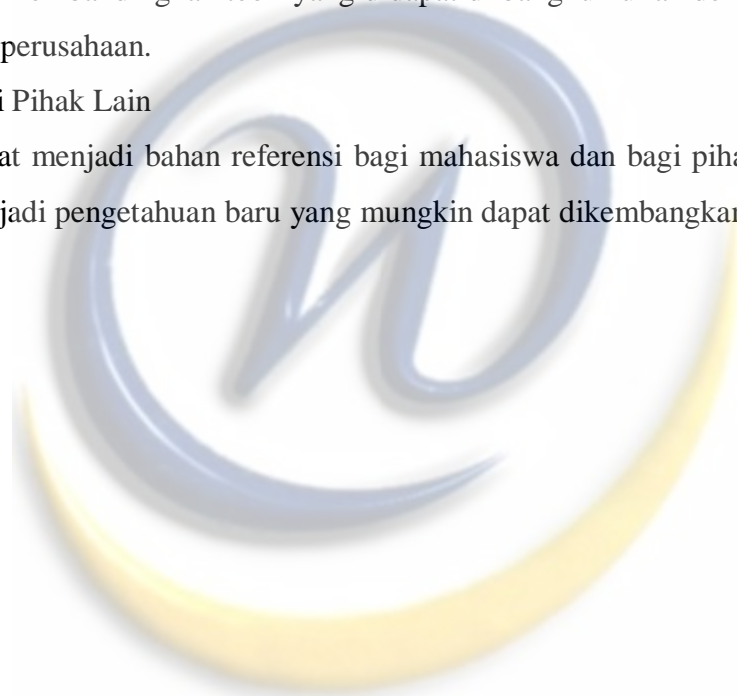 perusahaan.
i Pihak Lain
at menjadi bahan referensi bagi mahasiswa dan bagi piha
jadi pengetahuan baru yang mungkin dapat dikembangkan